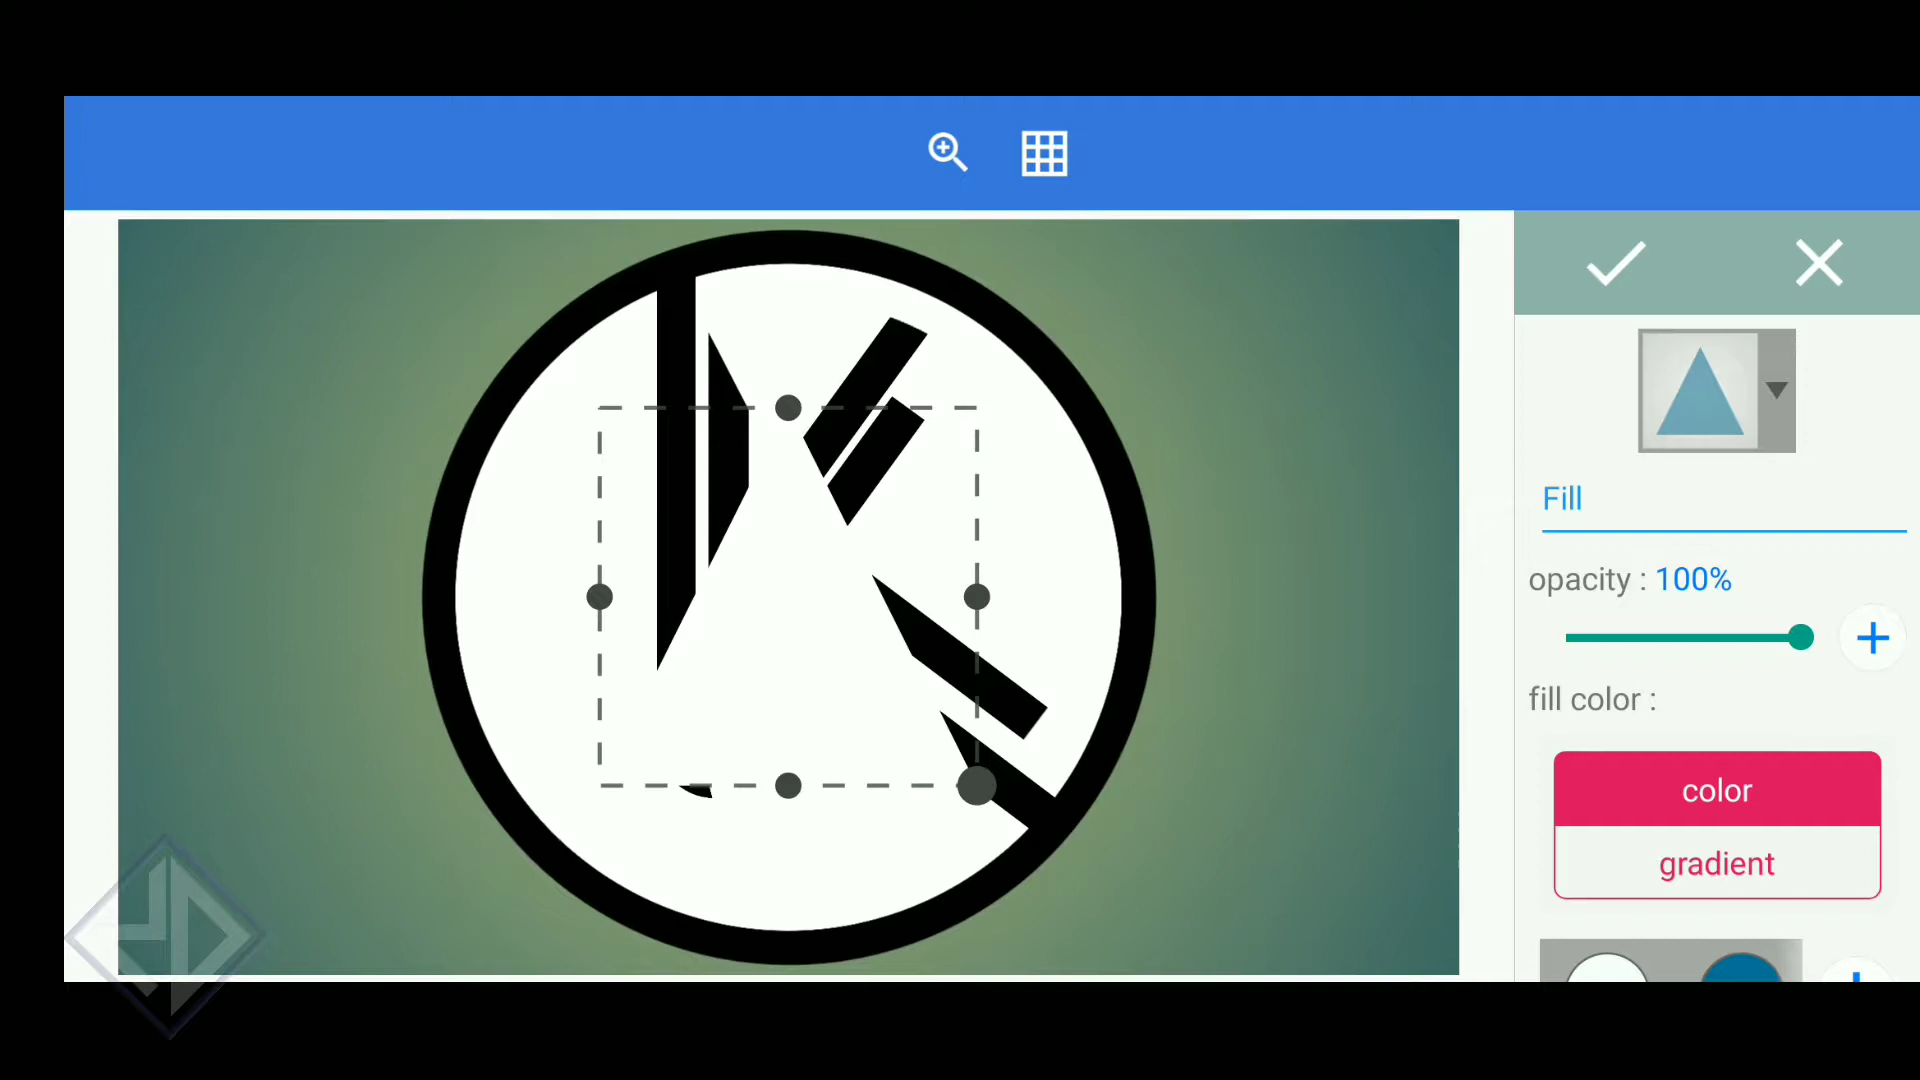 Fill
opacity : 100%
fill color :
color
gradient